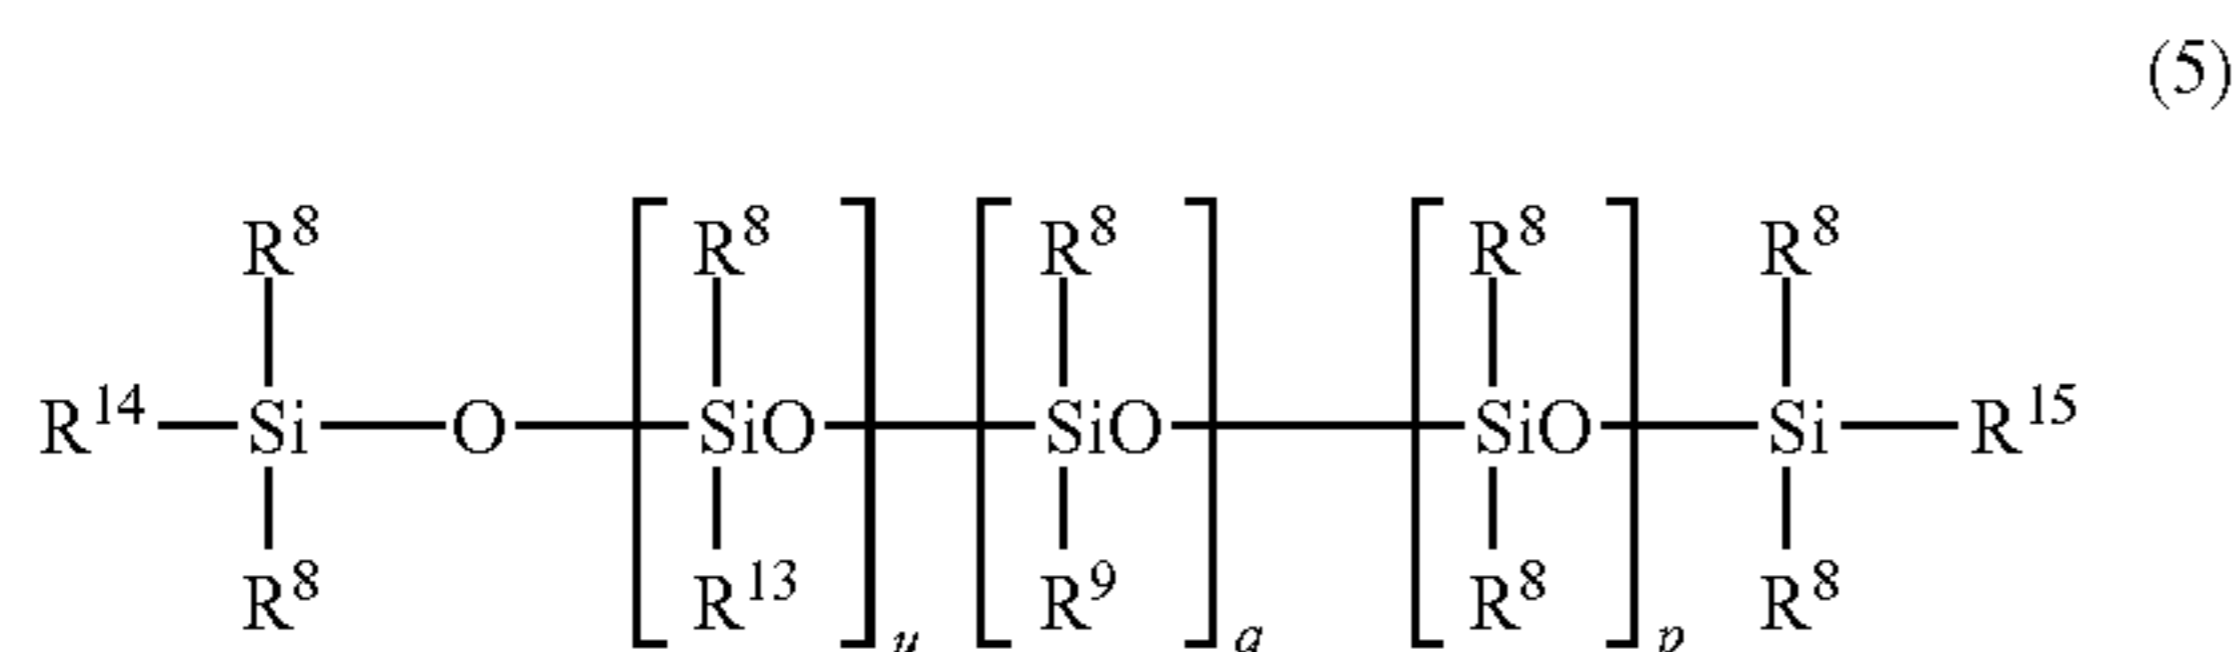 (5)
R⁸ R⁸ R⁸ R⁸ R⁸
R¹⁴ Si O SiO SiO SiO Si R¹⁵
R⁸ R¹³ R⁹ R⁸ R⁸